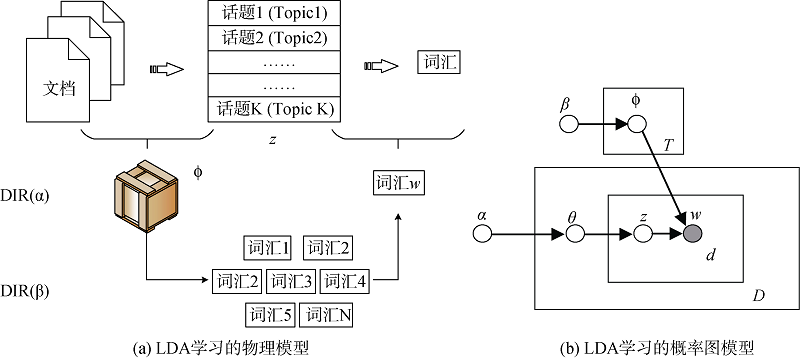 文档
话题1 (Topic1)
话题2 (Topic2)
……
……
话题K (Topic K)
z
词汇
ϕ
DIR(α)
词汇w
DIR(β)
词汇1
词汇2
词汇2
词汇3
词汇4
词汇5
词汇N
(a) LDA学习的物理模型
β
ϕ
T
α
θ
z
w
d
D
(b) LDA学习的概率图模型